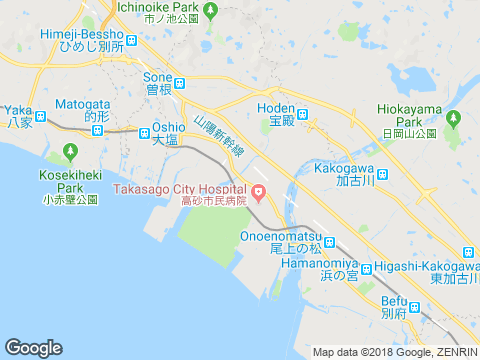 Ichinoike Park
市ノ池公園
Himeji-Bessho
ひめじ別所
Sone
曽根
Hoden
宝殿
Hiokayama Park
日岡山公園
Yaka
八家
Matogata
的形
Oshio
大塩
山陽新幹線
Kosekiheki Park
小赤壁公園
Kakogawa
加古川
Takasago City Hospital
高砂市民病院
Onoenomatsu
尾上の松
Hamanomiya
浜の宮
Higashi-Kakogawa
東加古川
Befu
別府
Google
Map data ©2018 Google, ZENRIN